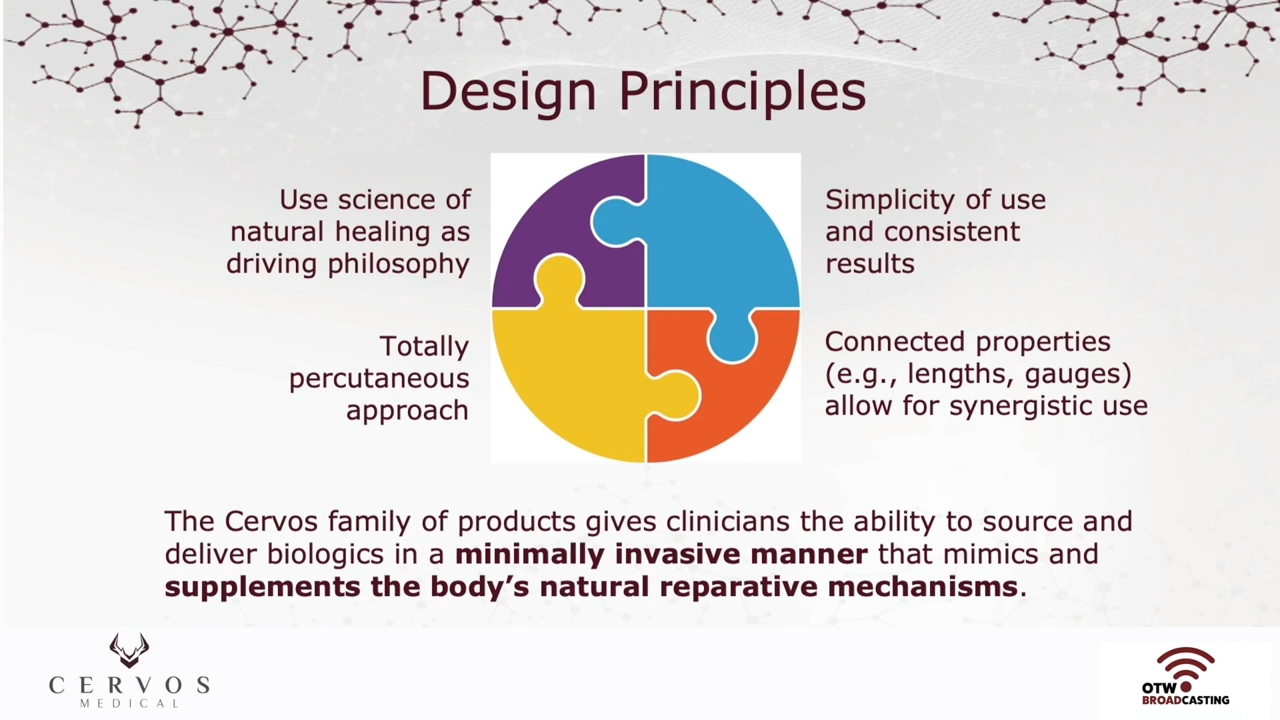 Design Principles
Use science of
natural healing as
driving philosophy
Simplicity of use
and consistent
results
Totally
percutaneous
approach
Connected properties
(e.g., lengths, gauges)
allow for synergistic use
The Cervos family of products gives clinicians the ability to source and
deliver biologics in a minimally invasive manner that mimics and
supplements the body’s natural reparative mechanisms.
CERVOS
MEDICAL
OTW
BROADCASTING